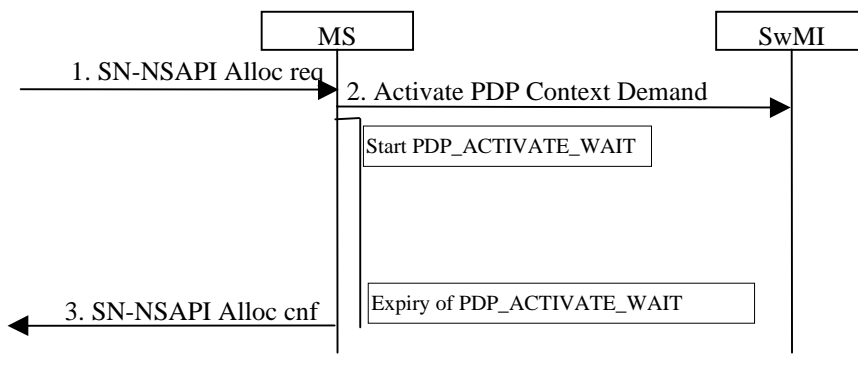 MS
SwMI
1. SN-NSAPI Alloc req
2. Activate PDP Context Demand
Start PDP_ACTIVATE_WAIT
Expiry of PDP_ACTIVATE_WAIT
3. SN-NSAPI Alloc cnf